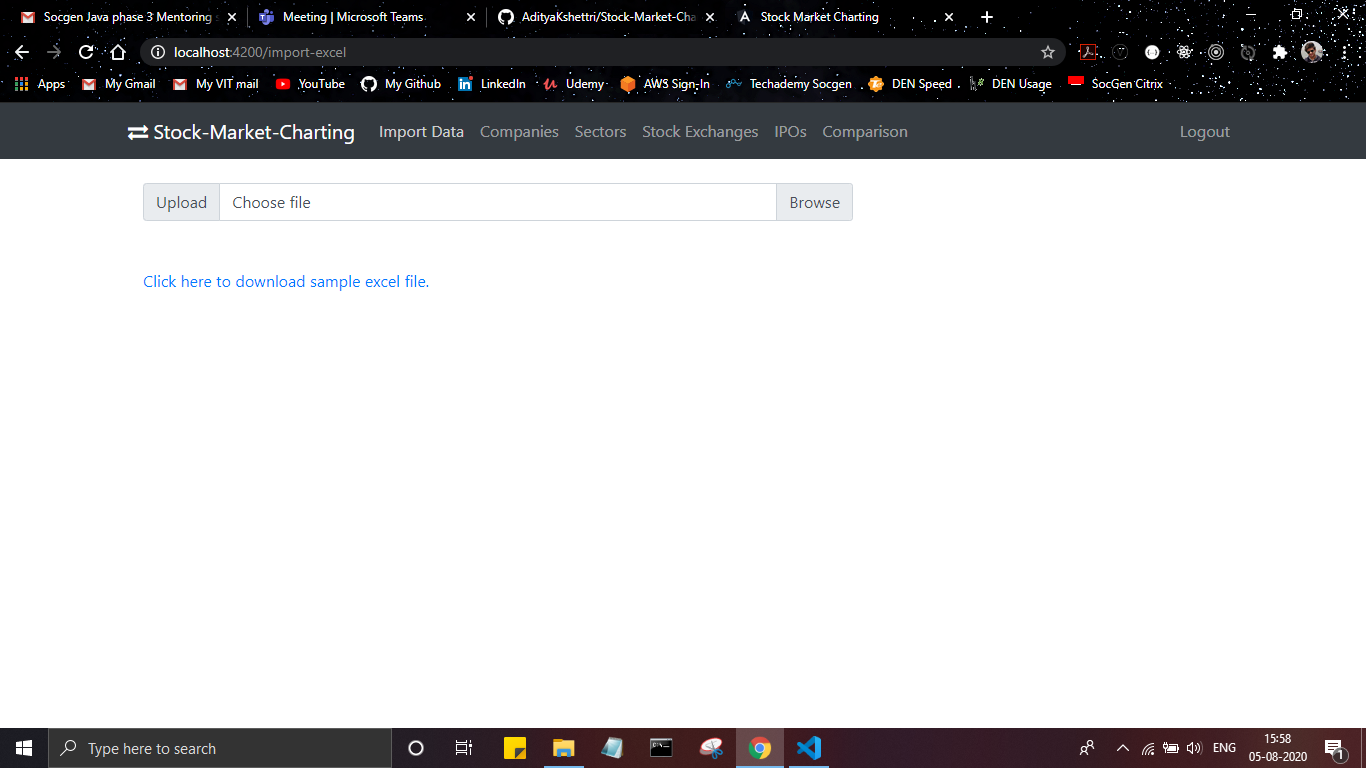 Socgen Java phase 3 Mentoring
Meeting | Microsoft Teams
AdityaKshettri/Stock-Market-Cha
Stock Market Charting
localhost:4200/import-excel
Apps
My Gmail
My VIT mail
YouTube
My Github
LinkedIn
Udemy
AWS Sign-In
Techademy Socgen
DEN Speed
DEN Usage
SocGen Citrix
Stock-Market-Charting
Import Data
Companies
Sectors
Stock Exchanges
IPOs
Comparison
Logout
Upload
Choose file
Browse
Click here to download sample excel file.
Type here to search
ENG
15:58
05-08-2020
1